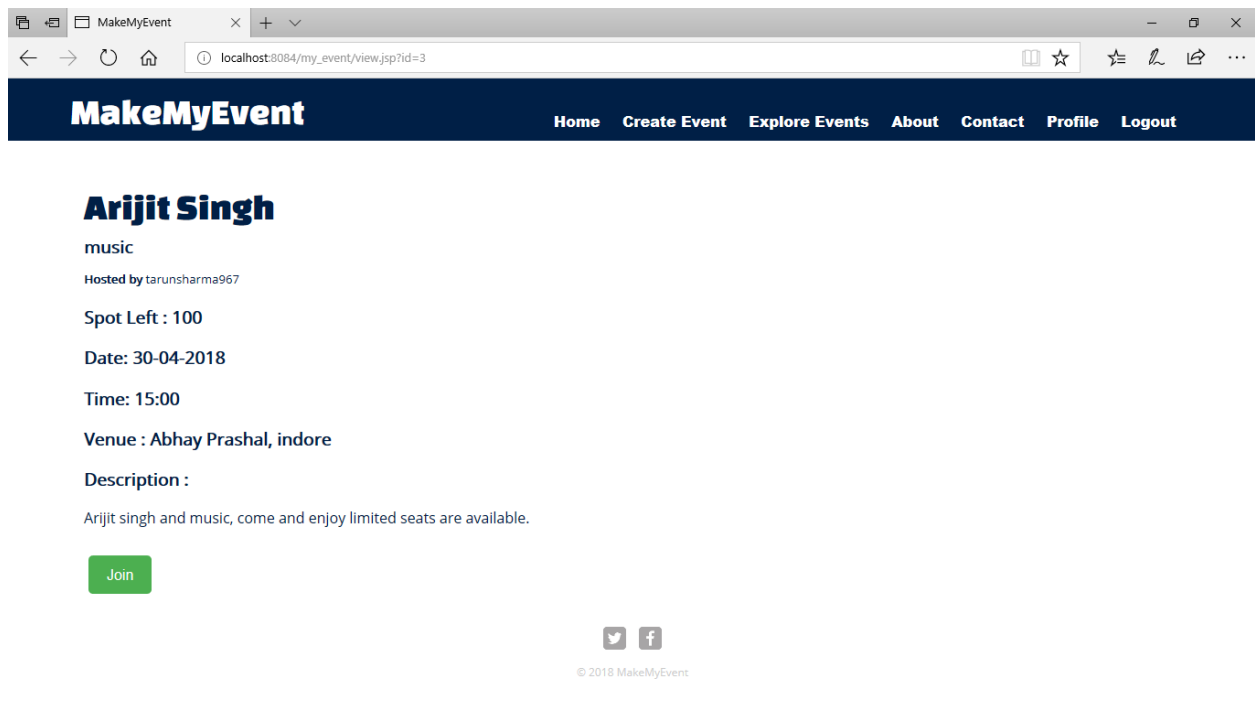 MakeMyEvent
localhost:8084/my_event/view.jsp?id=3
MakeMyEvent
Home Create Event Explore Events About Contact Profile Logout
Arijit Singh
music
Hosted by tarunsharma967
Spot Left : 100
Date: 30-04-2018
Time: 15:00
Venue : Abhay Prashal, indore
Description :
Arijit singh and music, come and enjoy limited seats are available.
Join
© 2018 MakeMyEvent